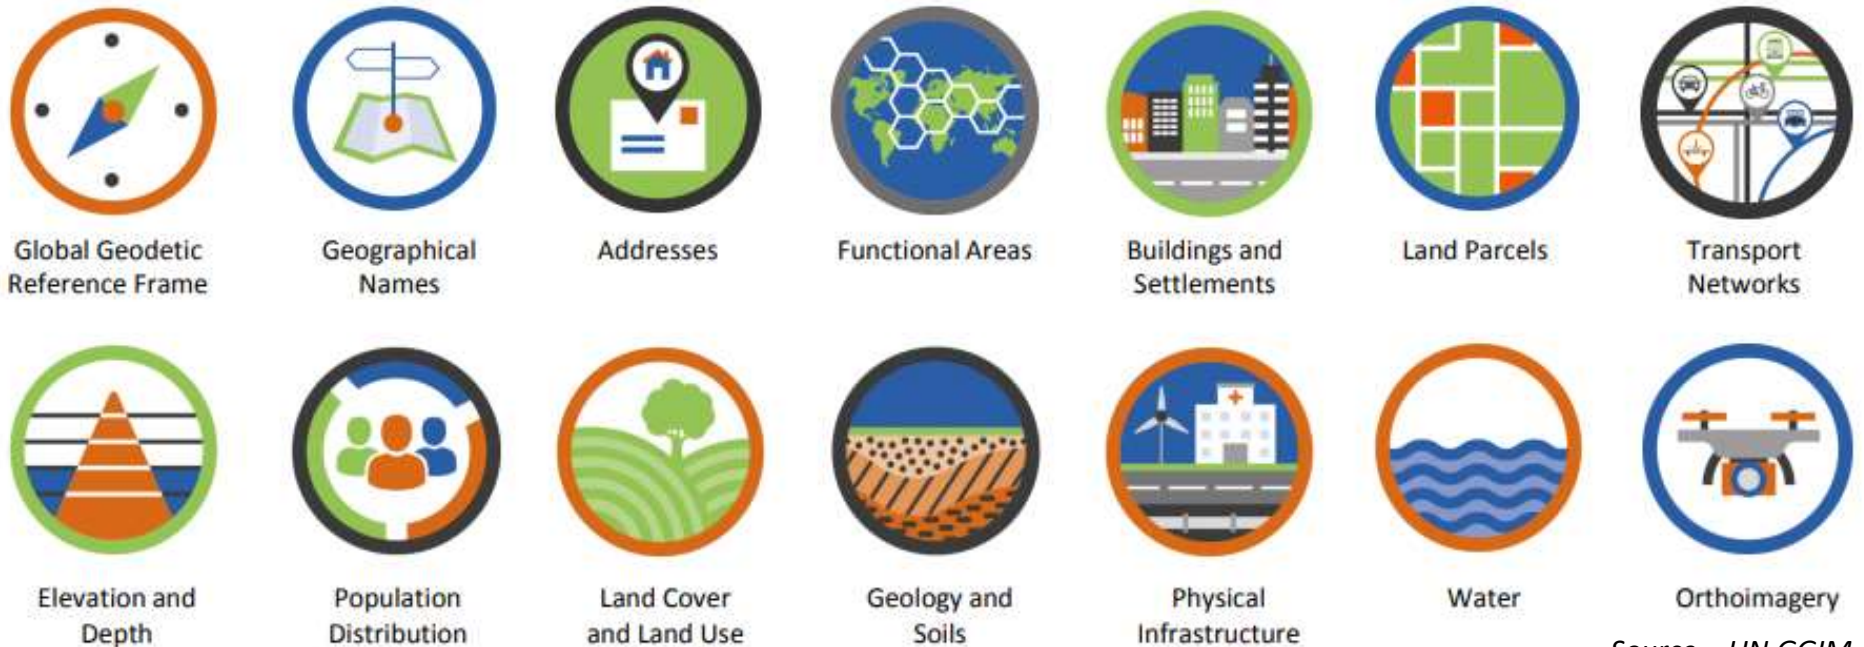 Global Geodetic
Reference Frame
Geographical
Names
Addresses
Functional Areas
Buildings and
Settlements
Land Parcels
Transport
Networks
Elevation and
Depth
Population
Distribution
Land Cover
and Land Use
Geology and
Soils
Physical
Infrastructure
Water
Orthoimagery